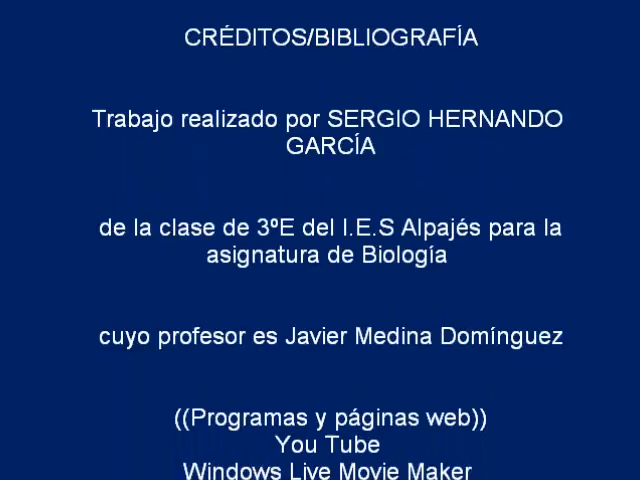 CRÉDITOS/BIBLIOGRAFÍA
Trabajo realizado por SERGIO HERNANDO
GARCÍA
de la clase de 3ºE del I.E.S Alpajés para la
asignatura de Biología
cuyo profesor es Javier Medina Domínguez
((Programas y páginas web))
You Tube
Windows Live Movie Maker